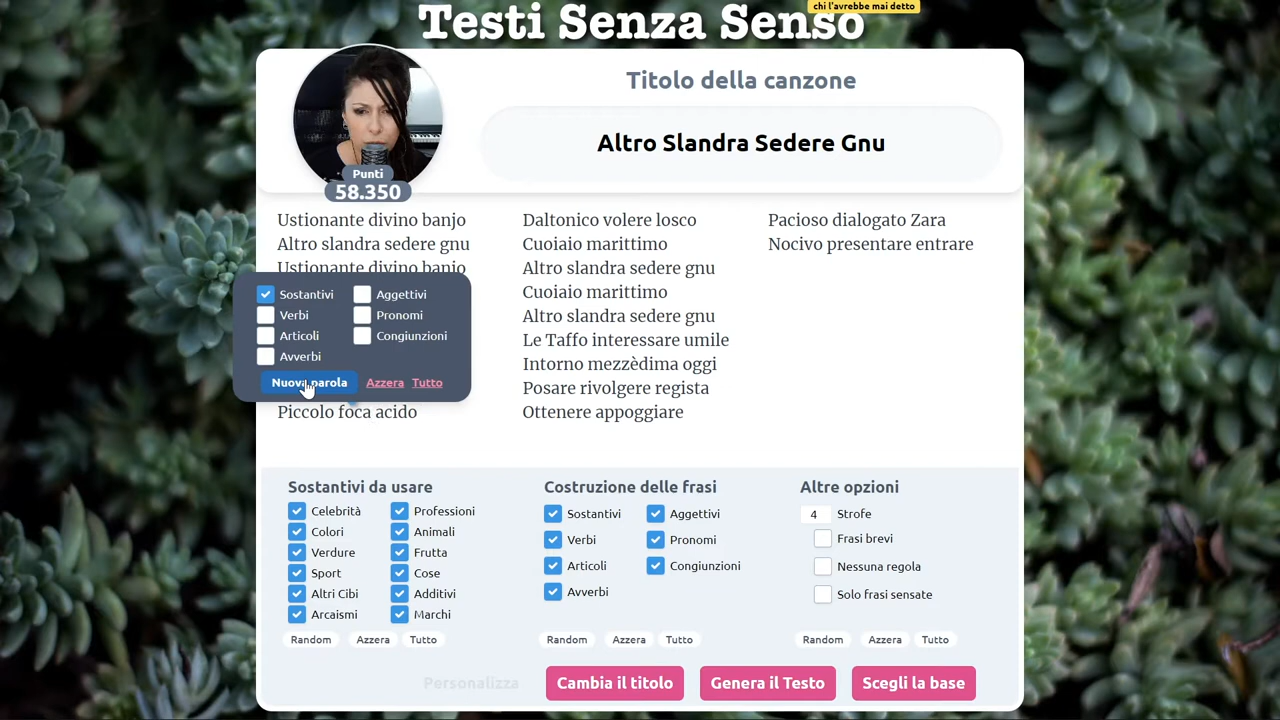 chi l'avrebbe mai detto
Testi Senza Senso
Titolo della canzone
Altro Slandra Sedere Gnu
Punti
58.350
Ustionante divino banjo
Altro slandra sedere gnu
Ustionante divino banjo
Piccolo foca acido
Daltonico volere losco
Cuoiaio marittimo
Altro slandra sedere gnu
Cuoiaio marittimo
Altro slandra sedere gnu
Le Taffo interessare umile
Intorno mezzèdima oggi
Posare rivolgere regista
Ottenere appoggiare
Pacioso dialogato Zara
Nocivo presentare entrare
Sostantivi Aggettivi
Verbi Pronomi
Articoli Congiunzioni
Avverbi
Nuova parola Azzera Tutto
Sostantivi da usare
Celebrità Professioni
Colori Animali
Verdure Frutta
Sport Cose
Altri Cibi Additivi
Arcaismi Marchi
Random Azzera Tutto
Costruzione delle frasi
Sostantivi Aggettivi
Verbi Pronomi
Articoli Congiunzioni
Avverbi
Random Azzera Tutto
Altre opzioni
4 Strofe
Frasi brevi
Nessuna regola
Solo frasi sensate
Random Azzera Tutto
Personalizza Cambia il titolo Genera il Testo Scegli la base